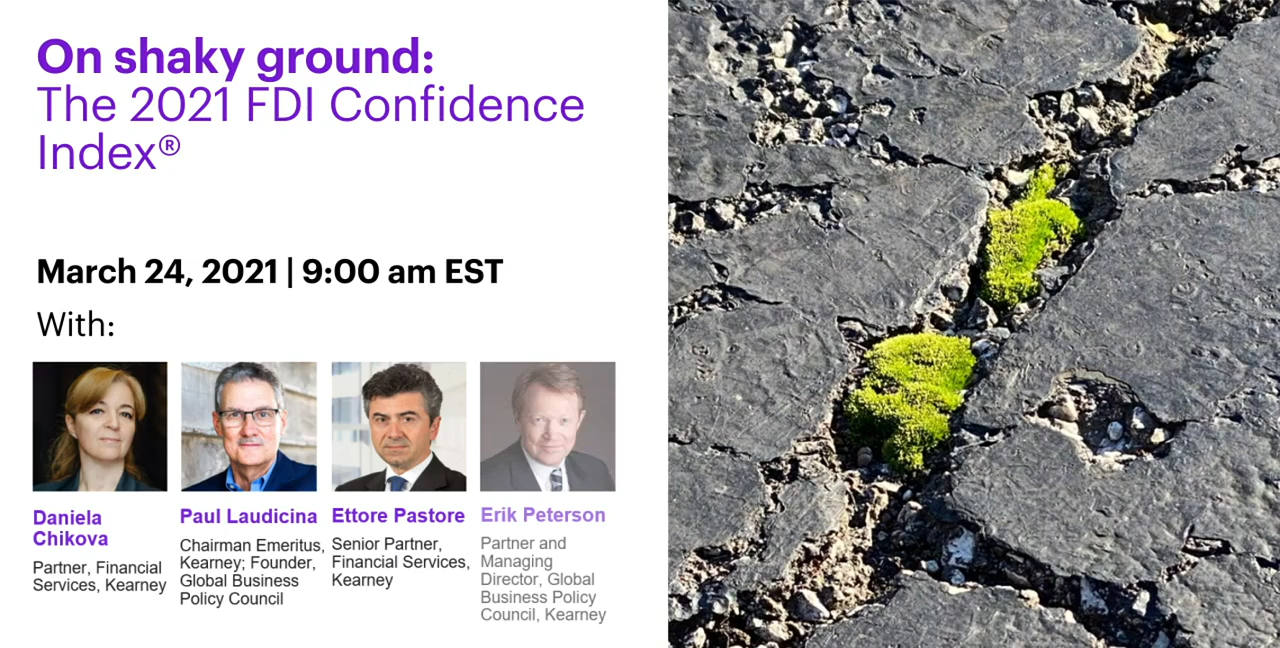 On shaky ground:
The 2021 FDI Confidence
Index®
March 24, 2021 | 9:00 am EST
With:
Daniela
Chikova
Partner, Financial
Services, Kearney
Paul Laudicina
Chairman Emeritus,
Kearney; Founder,
Global Business
Policy Council
Ettore Pastore
Senior Partner,
Financial Services,
Kearney
Erik Peterson
Partner and
Managing
Director, Global
Business Policy
Council, Kearney